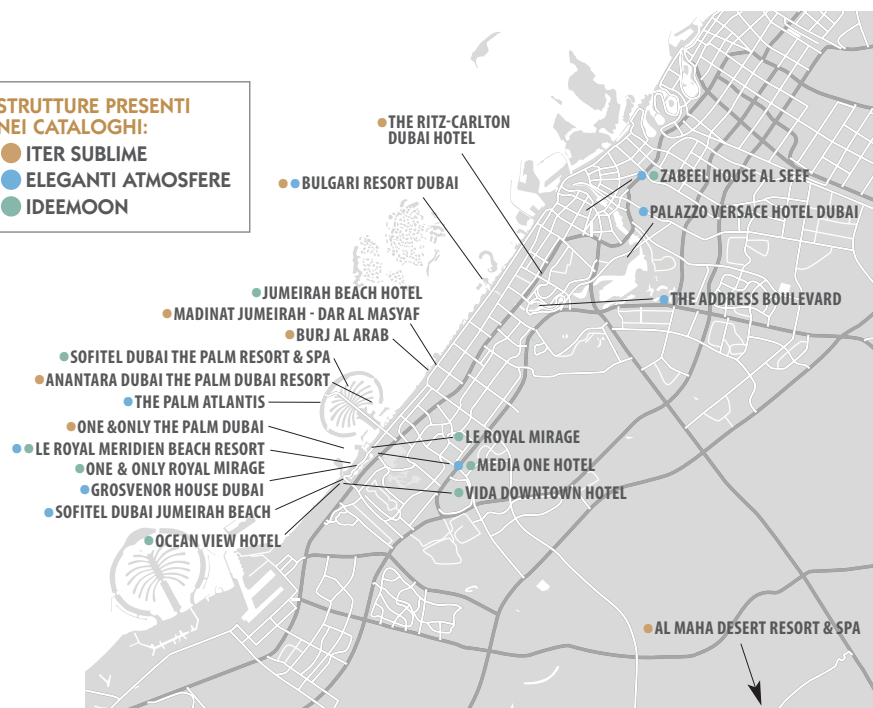 STRUTTURE PRESENTI
NEI CATALOGHI:
ITER SUBLIME
ELEGANTI ATMOSFERE
IDEEMOON
THE RITZ-CARLTON
DUBAI HOTEL
BULGARI RESORT DUBAI
ZABEEL HOUSE AL SEEF
PALAZZO VERSACE HOTEL DUBAI
THE ADDRESS BOULEVARD
JUMEIRAH BEACH HOTEL
MADINAT JUMEIRAH - DAR AL MASYAF
BURJ AL ARAB
SOFITEL DUBAI THE PALM RESORT & SPA
ANANTARA DUBAI THE PALM DUBAI RESORT
THE PALM ATLANTIS
ONE &ONLY THE PALM DUBAI
LE ROYAL MERIDIEN BEACH RESORT
ONE & ONLY ROYAL MIRAGE
GROSVENOR HOUSE DUBAI
SOFITEL DUBAI JUMEIRAH BEACH
OCEAN VIEW HOTEL
LE ROYAL MIRAGE
MEDIA ONE HOTEL
VIDA DOWNTOWN HOTEL
AL MAHA DESERT RESORT & SPA